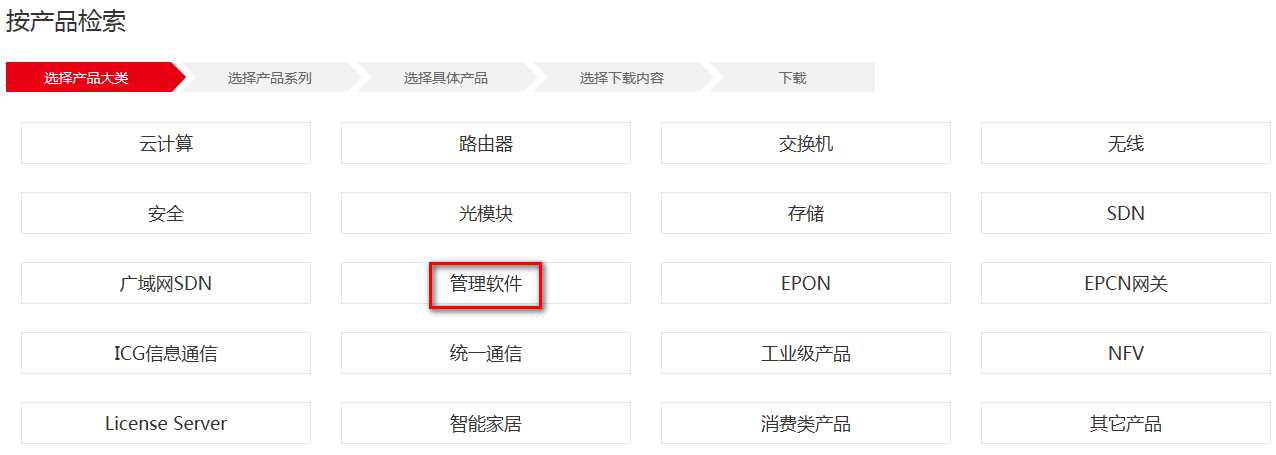 按产品检索
选择产品大类 选择产品系列 选择具体产品 选择下载内容 下载
云计算 路由器 交换机 无线
安全 光模块 存储 SDN
广域网SDN 管理软件 EPON EPCN网关
ICG信息通信 统一通信 工业级产品 NFV
License Server 智能家居 消费类产品 其它产品